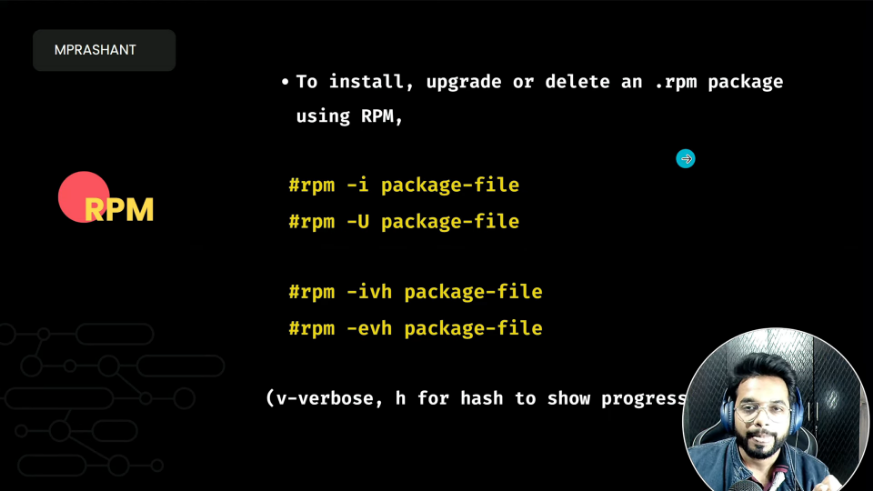 MPRASHANT
• To install, upgrade or delete an .rpm package
using RPM,
#rpm -i package-file
#rpm -U package-file
RPM
#rpm -ivh package-file
#rpm -evh package-file
(v-verbose, h for hash to show progress